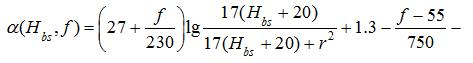 α(H_bs, f) = (27 + f/230) lg 17(H_bs + 20)/(17(H_bs + 20) + r²) + 1.3 − (f − 55)/750 −